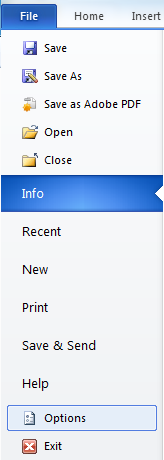 File Home Insert
Save
Save As
Save as Adobe PDF
Open
Close
Info
Recent
New
Print
Save & Send
Help
Options
Exit